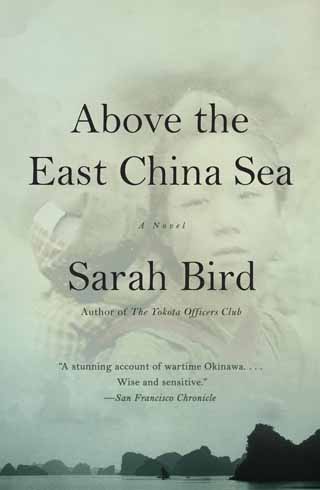 Above the
East China Sea
A Novel
Sarah Bird
Author of The Yokota Officers Club
"A stunning account of wartime Okinawa. . . .
Wise and sensitive."
—San Francisco Chronicle